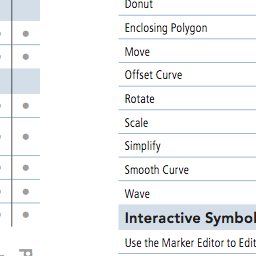 Donut
Enclosing Polygon
Move
Offset Curve
Rotate
Scale
Simplify
Smooth Curve
Wave
Interactive Symbol
Use the Marker Editor to Edit